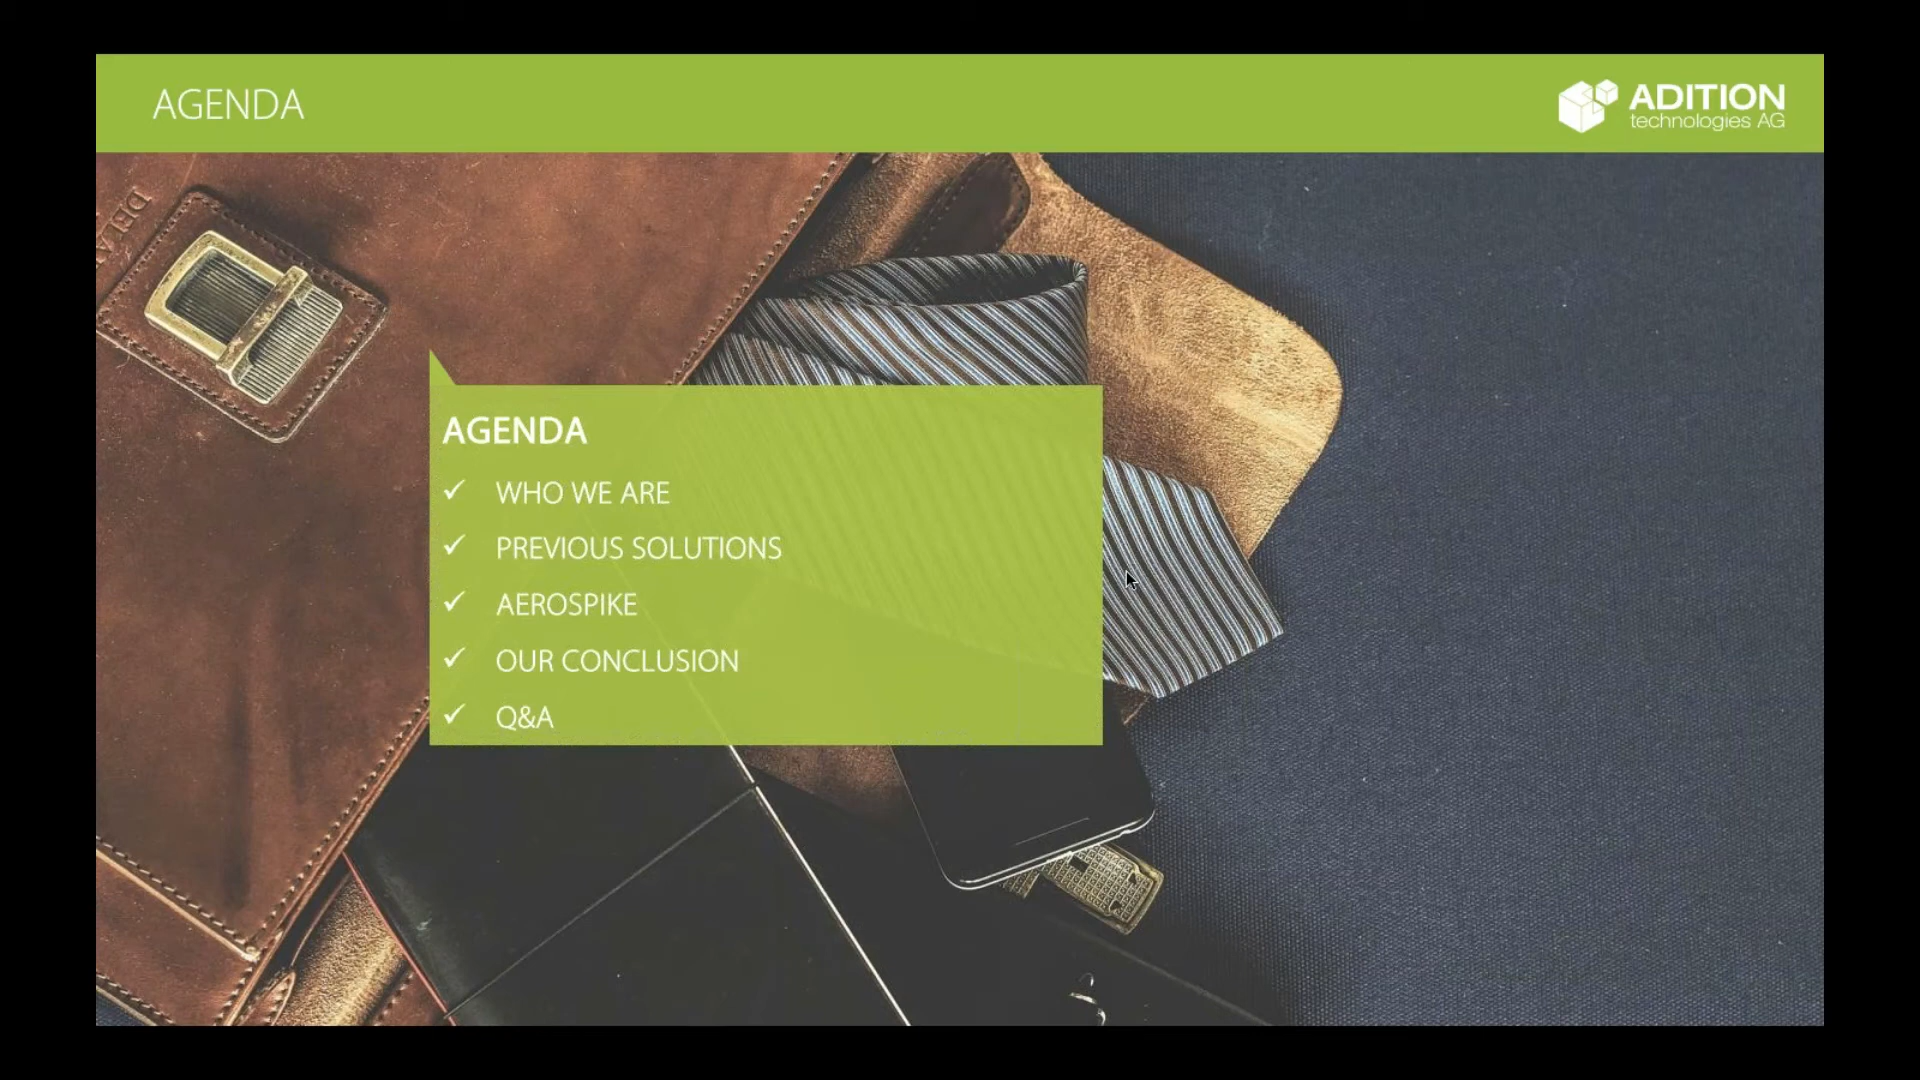 AGENDA
ADITION
technologies AG
AGENDA
✓ WHO WE ARE
✓ PREVIOUS SOLUTIONS
✓ AEROSPIKE
✓ OUR CONCLUSION
✓ Q&A